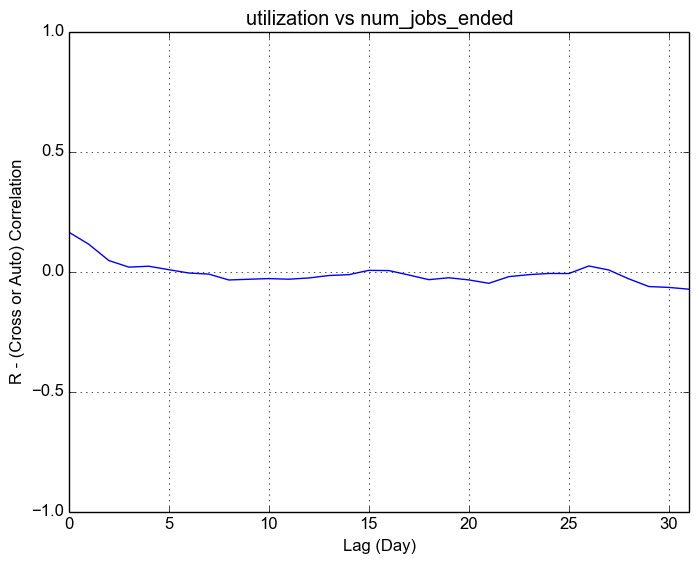 utilization vs num_jobs_ended
1.0
0.5
0.0
−0.5
−1.0
R - (Cross or Auto) Correlation
0 5 10 15 20 25 30
Lag (Day)